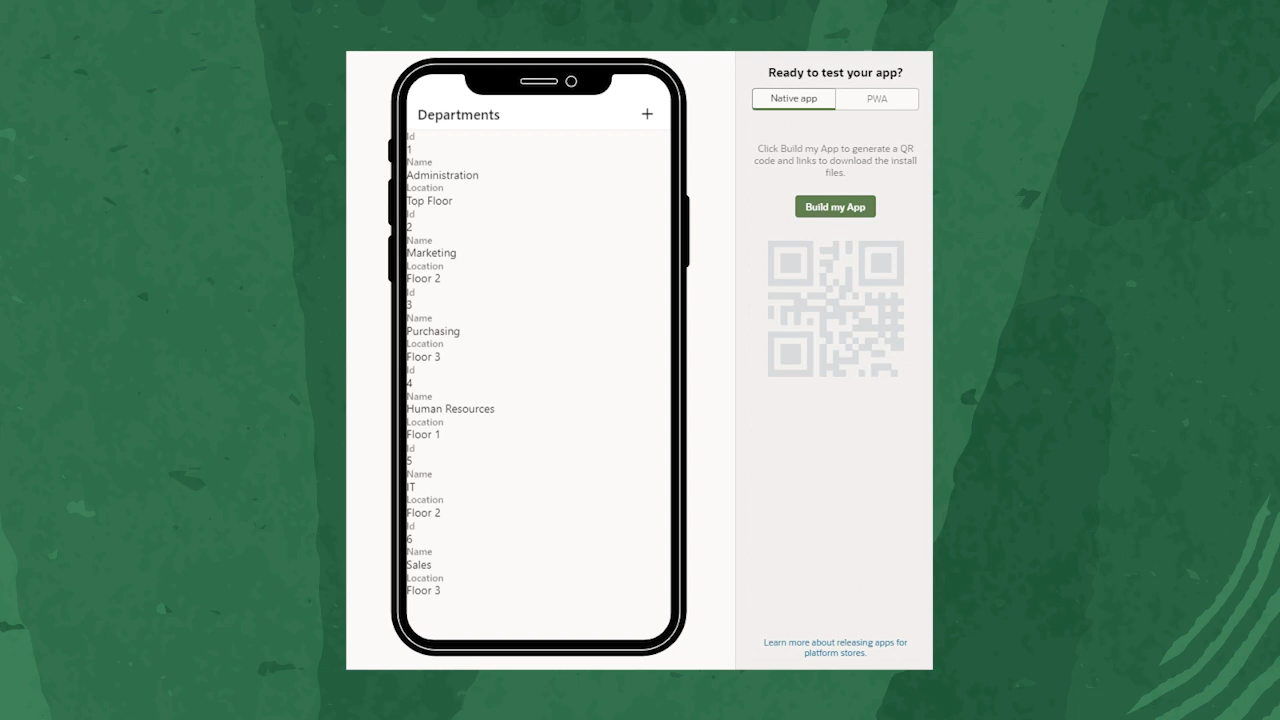 Departments
+
Id
1
Name
Administration
Location
Top Floor
Id
2
Name
Marketing
Location
Floor 2
Id
3
Name
Purchasing
Location
Floor 3
Id
4
Name
Human Resources
Location
Floor 1
Id
5
Name
IT
Location
Floor 2
Id
6
Name
Sales
Location
Floor 3
Ready to test your app?
Native app PWA
Click Build my App to generate a QR
code and links to download the install
files.
Build my App
Learn more about releasing apps for
platform stores.